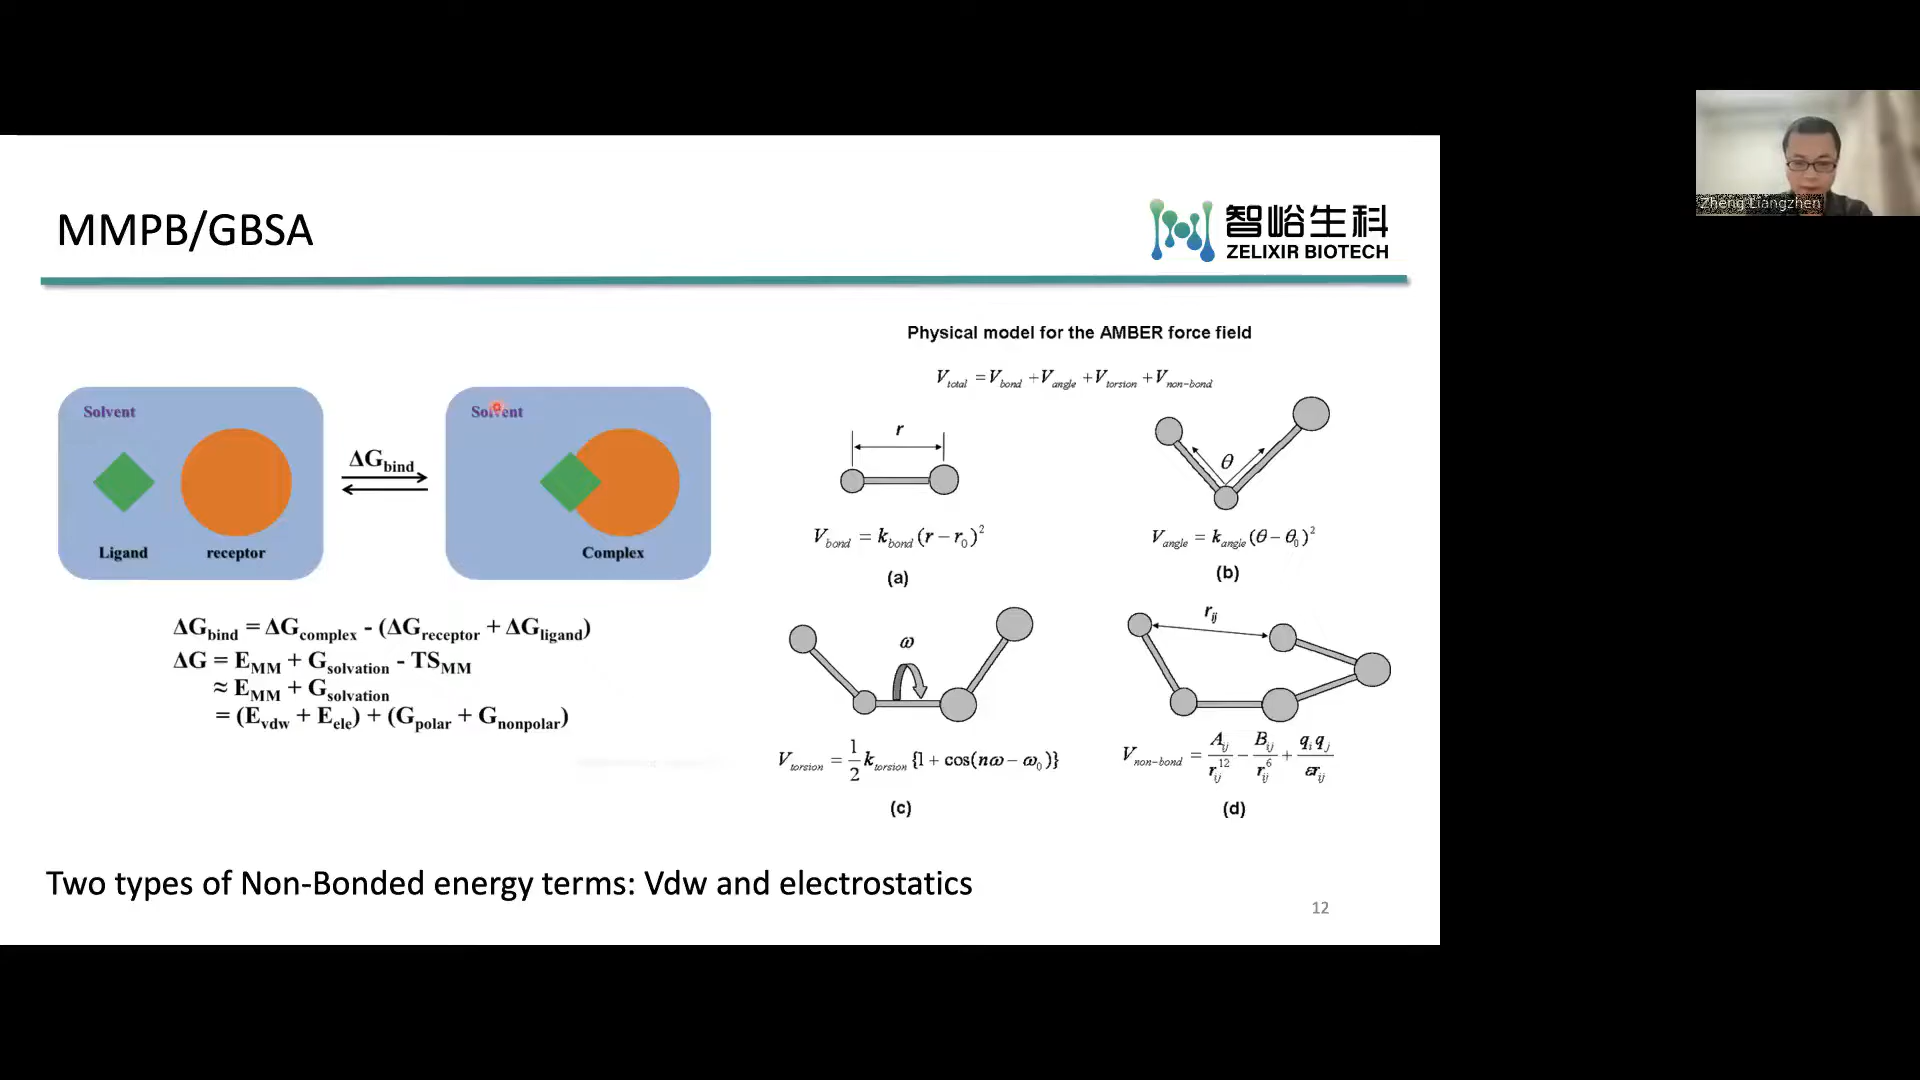 MMPB/GBSA
智峪生科
ZELIXIR BIOTECH
Zheng Liangzhen
Solvent
Ligand
receptor
ΔG_bind
Solvent
Complex
ΔG_bind = ΔG_complex - (ΔG_receptor + ΔG_ligand)
ΔG = E_MM + G_solvation - TS_MM
≈ E_MM + G_solvation
= (E_vdw + E_ele) + (G_polar + G_nonpolar)
Physical model for the AMBER force field
V_total = V_bond + V_angle + V_torsion + V_non-bond
r
V_bond = k_bond (r − r_0)^2
(a)
θ
V_angle = k_angle (θ − θ_0)^2
(b)
ω
V_torsion = 1/2 k_torsion {1 + cos(nω − ω_0)}
(c)
r_ij
V_non-bond = A_ij/r_ij^12 − B_ij/r_ij^6 + q_i q_j/εr_ij
(d)
Two types of Non-Bonded energy terms: Vdw and electrostatics
12